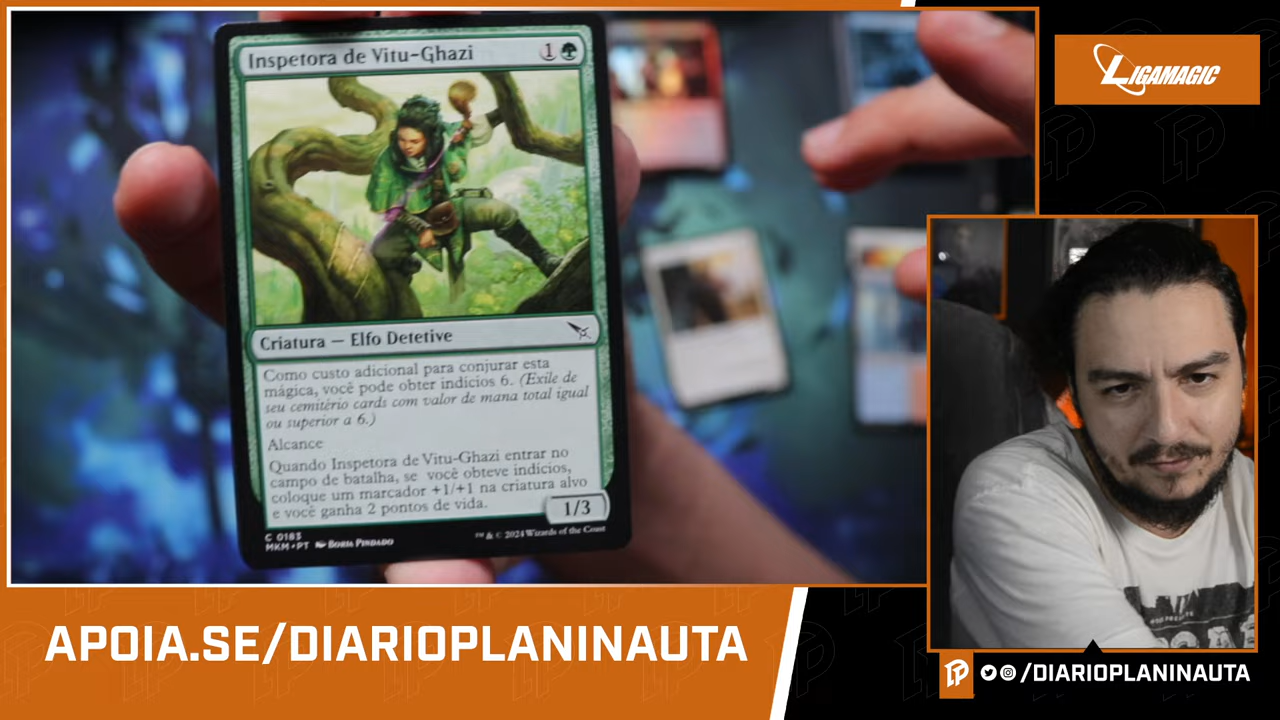 Inspetora de Vitu-Ghazi 1
Criatura — Elfo Detetive
Como custo adicional para conjurar esta
mágica, você pode obter indícios 6. (Exile de
seu cemitério cards com valor de mana total igual
ou superior a 6.)
Alcance
Quando Inspetora de Vitu-Ghazi entrar no
campo de batalha, se você obteve indícios,
coloque um marcador +1/+1 na criatura alvo
e você ganha 2 pontos de vida.
1/3
C 0183
MKM • PT Borja Pindado
™ & © 2024 Wizards of the Coast
LIGAMAGIC
APOIA.SE/DIARIOPLANINAUTA
/DIARIOPLANINAUTA